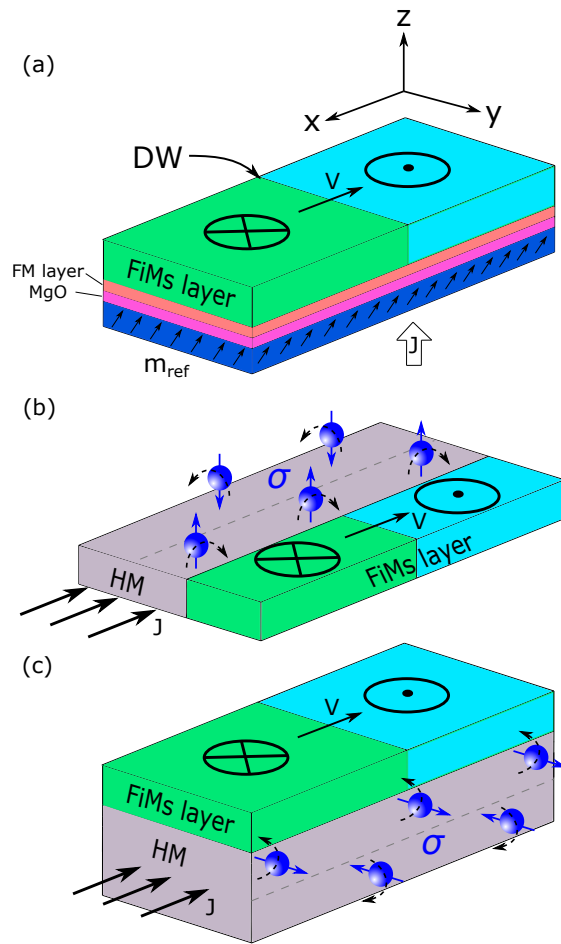 (a)
z
x
y
DW
V
FiMs layer
FM layer
MgO
m_ref
J
(b)
σ
V
HM
FiMs layer
J
(c)
V
FiMs layer
HM
σ
J